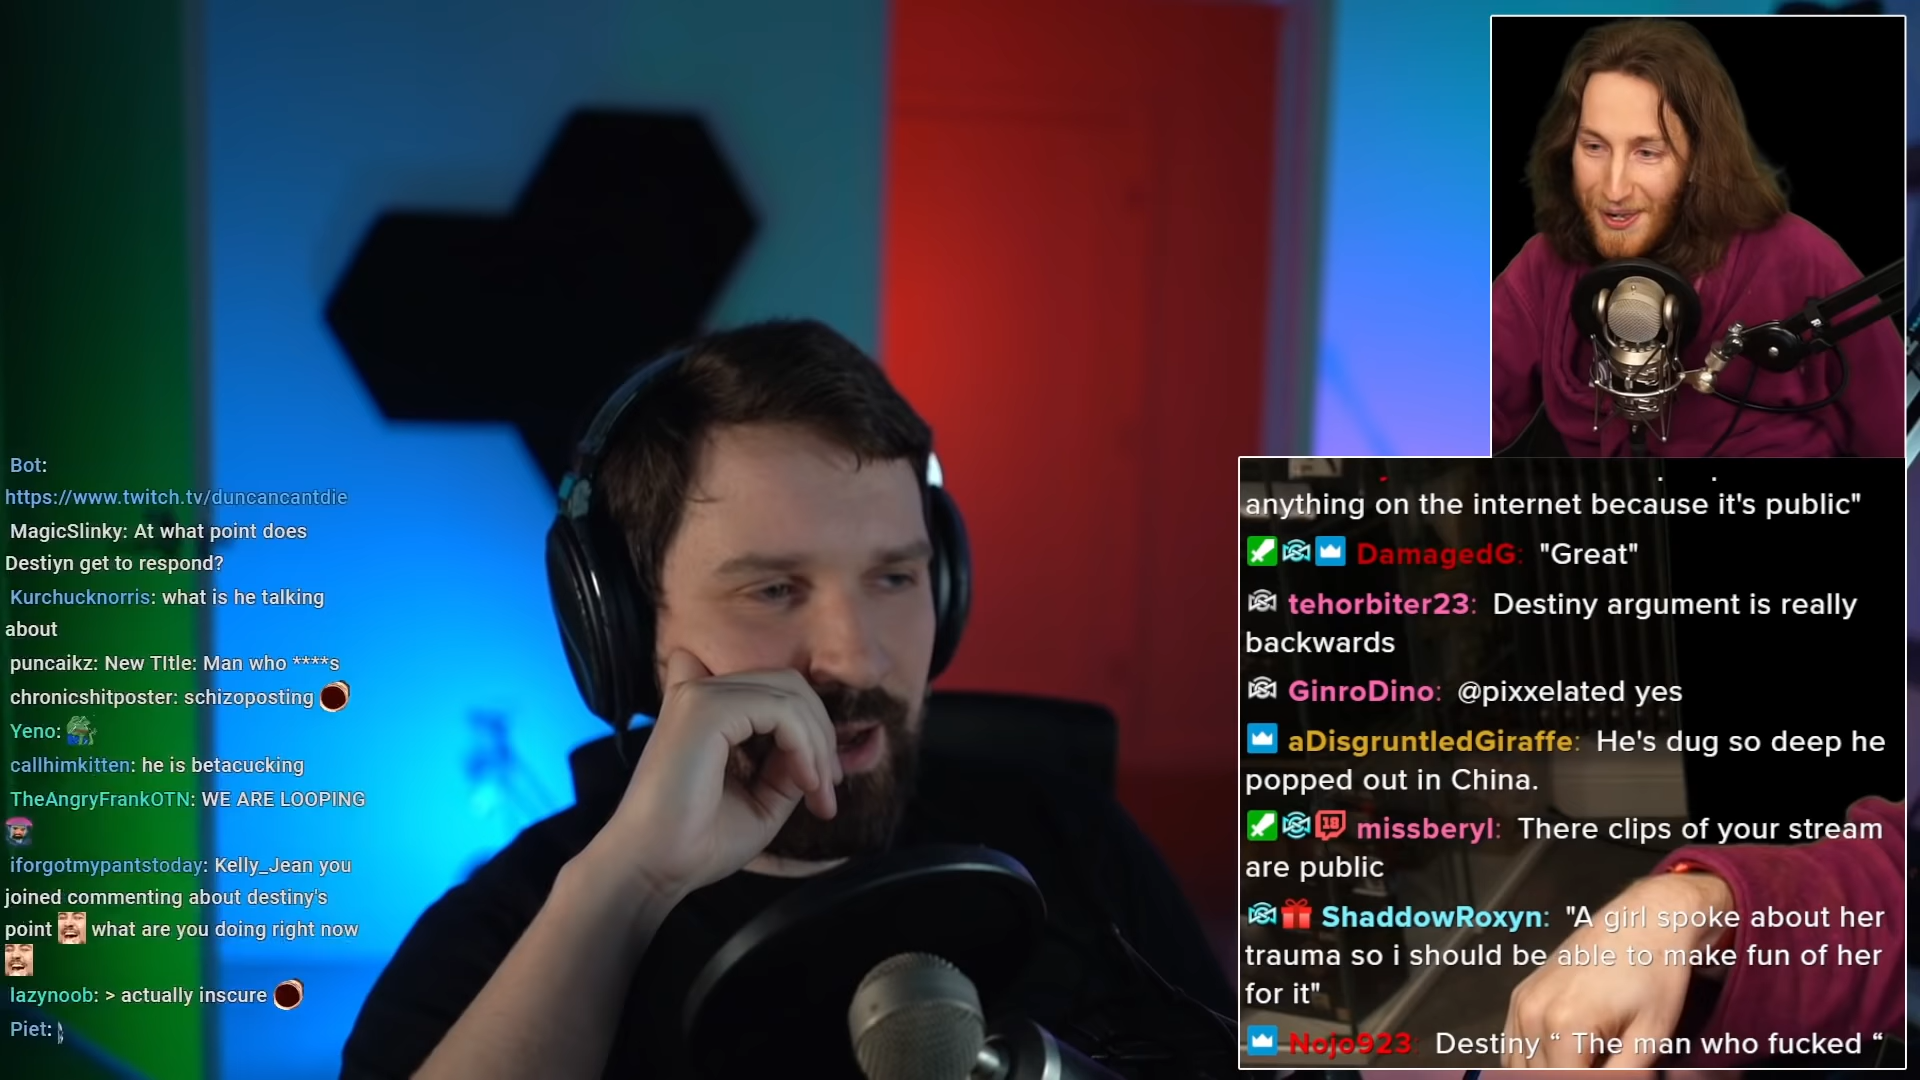 Bot:
https://www.twitch.tv/duncancantdie
MagicSlinky: At what point does
Destiyn get to respond?
Kurchucknorris: what is he talking
about
puncaikz: New TItle: Man who ****s
chronicshitposter: schizoposting
Yeno:
callhimkitten: he is betacucking
TheAngryFrankOTN: WE ARE LOOPING
iforgotmypantstoday: Kelly_Jean you
joined commenting about destiny's
point what are you doing right now
lazynoob: > actually inscure
Piet:
anything on the internet because it's public"
DamagedG: "Great"
tehorbiter23: Destiny argument is really
backwards
GinroDino: @pixxelated yes
aDisgruntledGiraffe: He's dug so deep he
popped out in China.
18 missberyl: There clips of your stream
are public
ShaddowRoxyn: "A girl spoke about her
trauma so i should be able to make fun of her
for it"
Nojo923: Destiny “ The man who fucked “